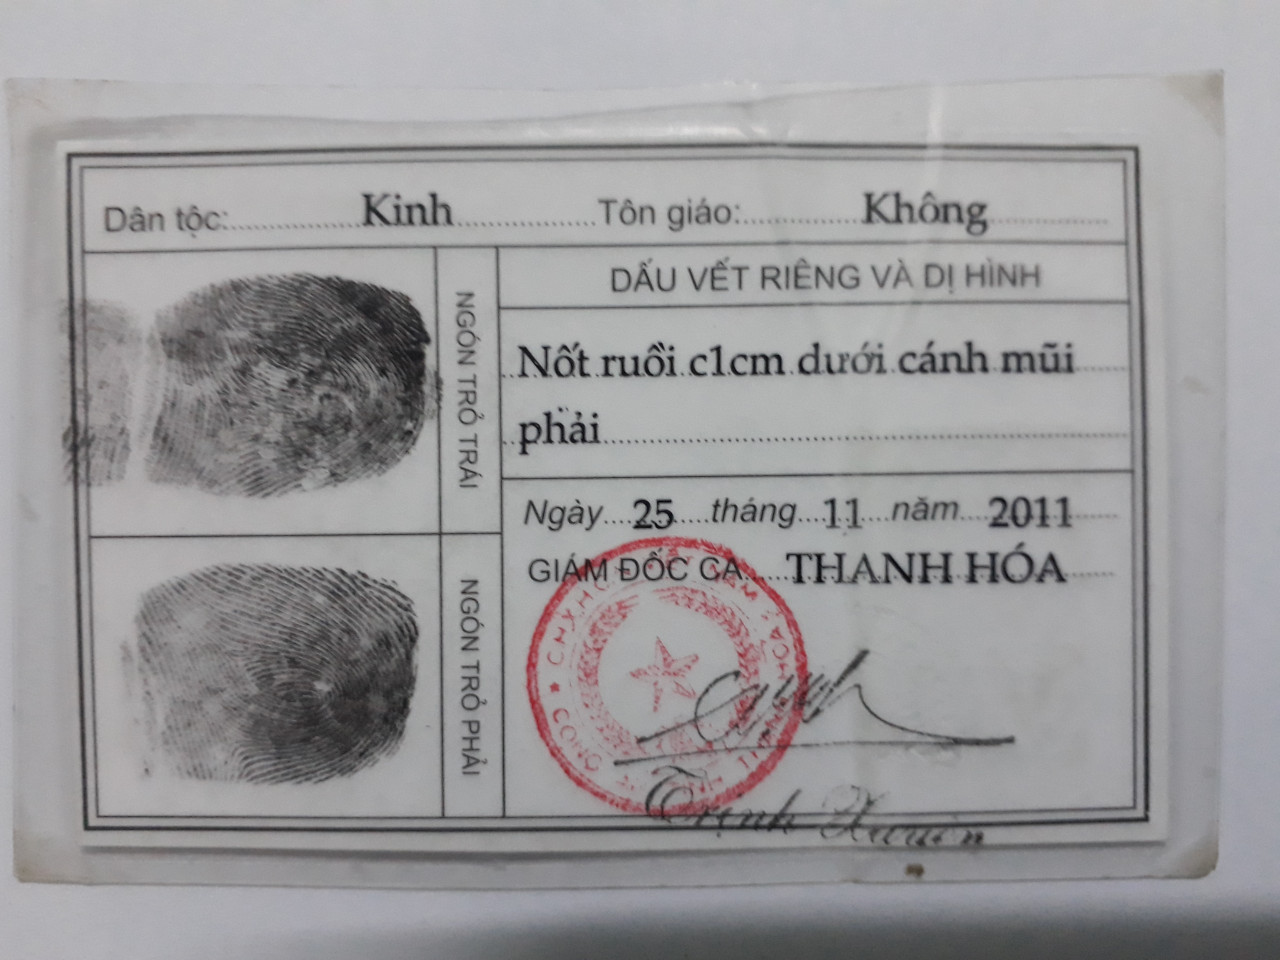 Dân tộc: Kinh Tôn giáo: Không
NGÓN TRỎ TRÁI
NGÓN TRỎ PHẢI
DẤU VẾT RIÊNG VÀ DỊ HÌNH
Nốt ruồi c1cm dưới cánh mũi
phải
Ngày 25 tháng 11 năm 2011
GIÁM ĐỐC CA THANH HÓA
Trịnh Xuyên